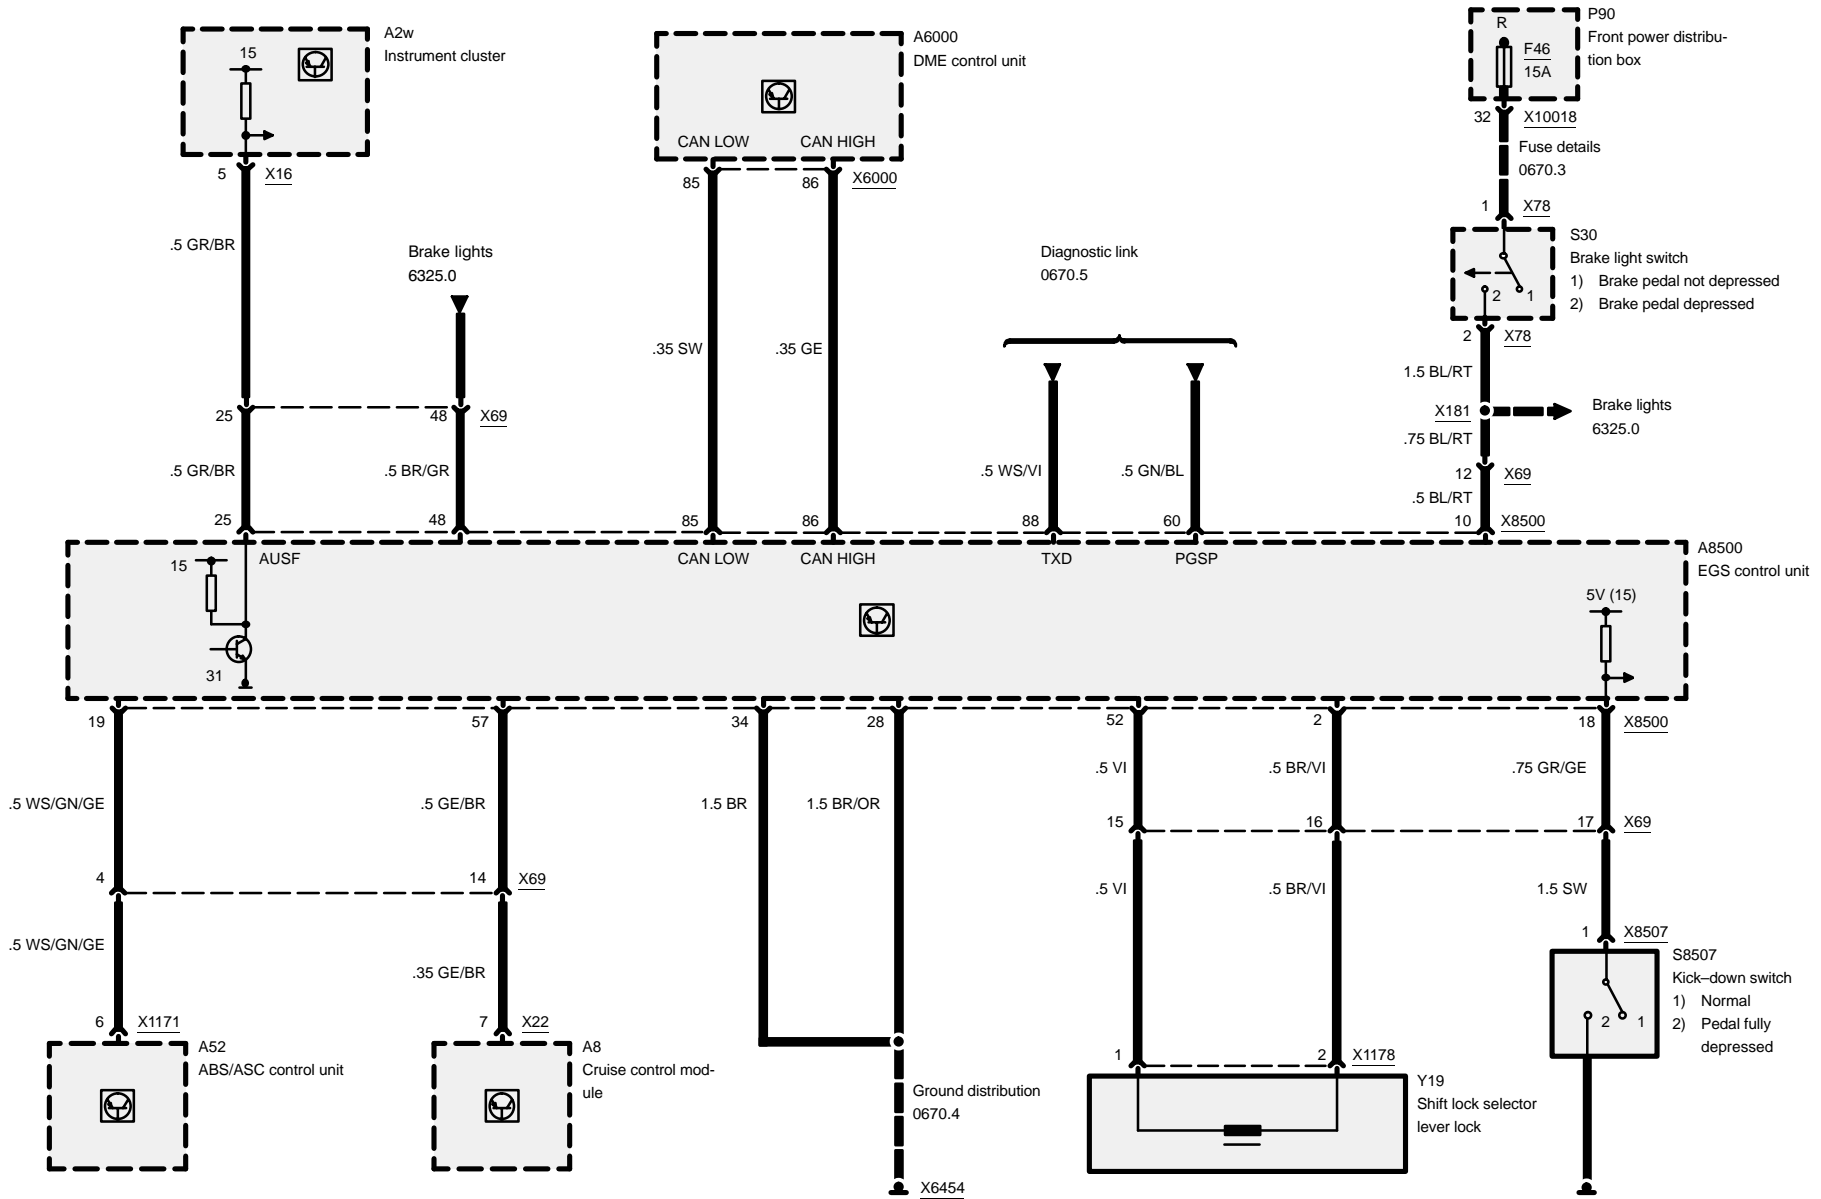 A2w
Instrument cluster
15
5
X16
.5 GR/BR
Brake lights
6325.0
25
48
X69
.5 GR/BR
.5 BR/GR
25
48
A6000
DME control unit
CAN LOW
CAN HIGH
85
86
X6000
.35 SW
.35 GE
85
86
Diagnostic link
0670.5
.5 WS/VI
.5 GN/BL
88
60
P90
Front power distribu-
tion box
R
F46
15A
32
X10018
Fuse details
0670.3
1
X78
S30
Brake light switch
1) Brake pedal not depressed
2) Brake pedal depressed
2
1
2
X78
1.5 BL/RT
X181
Brake lights
6325.0
.75 BL/RT
12
X69
.5 BL/RT
10
X8500
A8500
EGS control unit
15
AUSF
CAN LOW
CAN HIGH
TXD
PGSP
5V (15)
31
19
57
34
28
52
2
18
X8500
.5 WS/GN/GE
.5 GE/BR
1.5 BR
1.5 BR/OR
.5 VI
.5 BR/VI
.75 GR/GE
15
16
17
X69
4
14
X69
.5 VI
.5 BR/VI
1.5 SW
.5 WS/GN/GE
.35 GE/BR
1
X8507
S8507
Kick–down switch
1) Normal
2) Pedal fully
depressed
2
1
6
X1171
A52
ABS/ASC control unit
7
X22
A8
Cruise control mod-
ule
Ground distribution
0670.4
X6454
1
2
X1178
Y19
Shift lock selector
lever lock